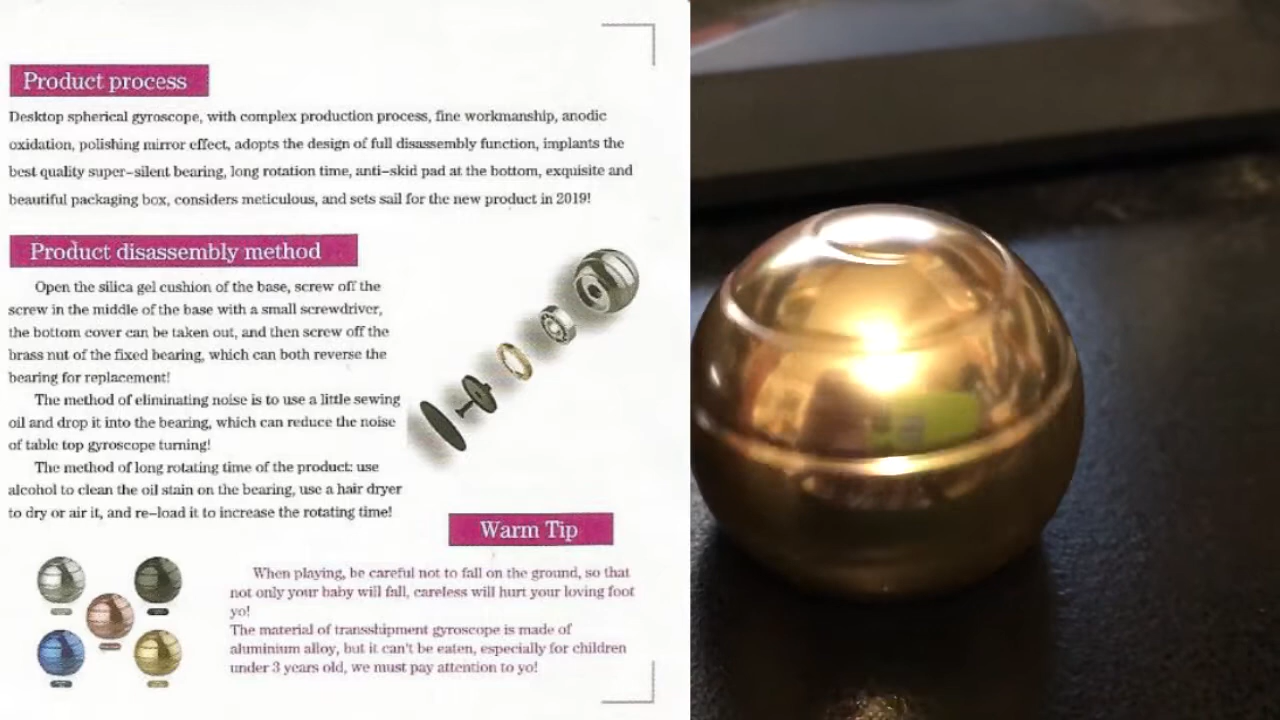 Product process
Desktop spherical gyroscope, with complex production process, fine workmanship, anodic
oxidation, polishing mirror effect, adopts the design of full disassembly function, implants the
best quality super-silent bearing, long rotation time, anti-skid pad at the bottom, exquisite and
beautiful packaging box, considers meticulous, and sets sail for the new product in 2019!
Product disassembly method
Open the silica gel cushion of the base, screw off the
screw in the middle of the base with a small screwdriver,
the bottom cover can be taken out, and then screw off the
brass nut of the fixed bearing, which can both reverse the
bearing for replacement!
The method of eliminating noise is to use a little sewing
oil and drop it into the bearing, which can reduce the noise
of table top gyroscope turning!
The method of long rotating time of the product: use
alcohol to clean the oil stain on the bearing, use a hair dryer
to dry or air it, and re-load it to increase the rotating time!
Warm Tip
When playing, be careful not to fall on the ground, so that
not only your baby will fall, careless will hurt your loving foot
yo!
The material of transshipment gyroscope is made of
aluminium alloy, but it can't be eaten, especially for children
under 3 years old, we must pay attention to yo!